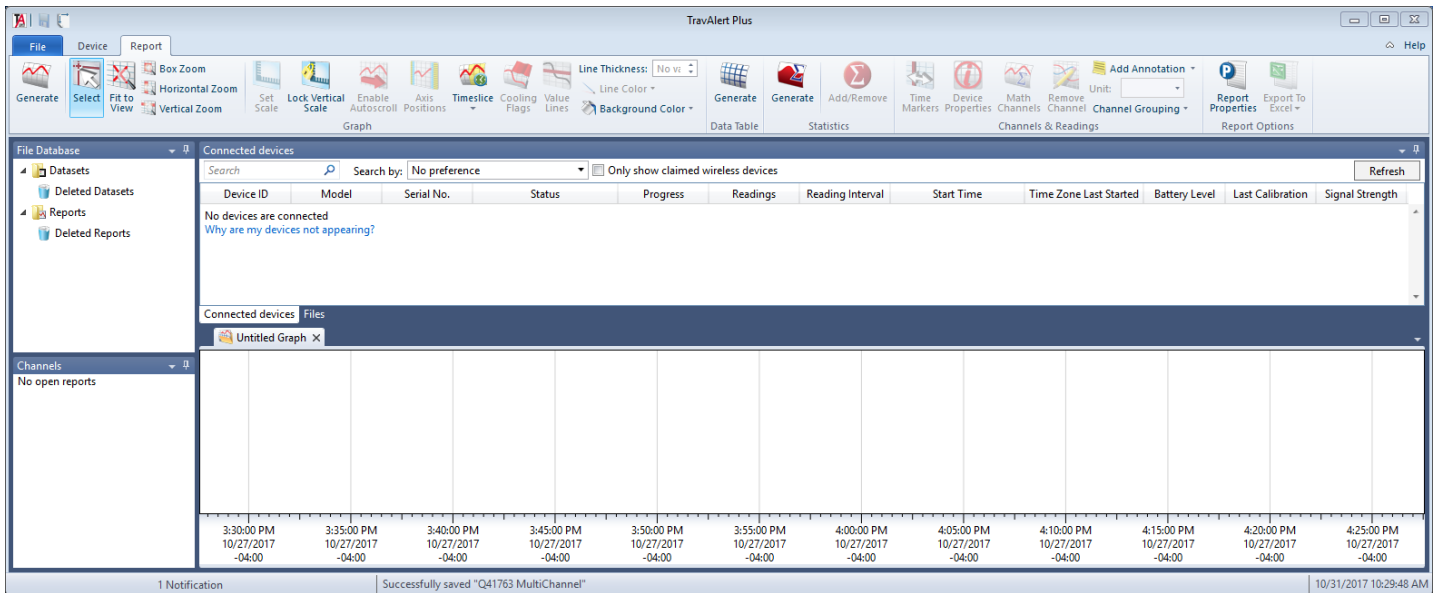 TravAlert Plus
File Device Report Help
Generate Select Fit to View Box Zoom Horizontal Zoom Vertical Zoom
Set Scale Lock Vertical Scale Enable Autoscroll Axis Positions Timeslice Cooling Flags Value Lines
Line Thickness:
Line Color
Background Color
Graph
Generate
Data Table
Generate Add/Remove
Statistics
Time Markers Device Properties Math Channels Remove Channel
Add Annotation
Unit:
Channel Grouping
Channels & Readings
Report Properties Export To Excel
Report Options
File Database
Datasets
Deleted Datasets
Reports
Deleted Reports
Connected devices
Search Search by: No preference Only show claimed wireless devices Refresh
Device ID Model Serial No. Status Progress Readings Reading Interval Start Time Time Zone Last Started Battery Level Last Calibration Signal Strength
No devices are connected
Why are my devices not appearing?
Connected devices Files
Untitled Graph
Channels
No open reports
3:30:00 PM 3:35:00 PM 3:40:00 PM 3:45:00 PM 3:50:00 PM 3:55:00 PM 4:00:00 PM 4:05:00 PM 4:10:00 PM 4:15:00 PM 4:20:00 PM 4:25:00 PM
10/27/2017 10/27/2017 10/27/2017 10/27/2017 10/27/2017 10/27/2017 10/27/2017 10/27/2017 10/27/2017 10/27/2017 10/27/2017 10/27/2017
-04:00 -04:00 -04:00 -04:00 -04:00 -04:00 -04:00 -04:00 -04:00 -04:00 -04:00 -04:00
1 Notification Successfully saved "Q41763 MultiChannel" 10/31/2017 10:29:48 AM